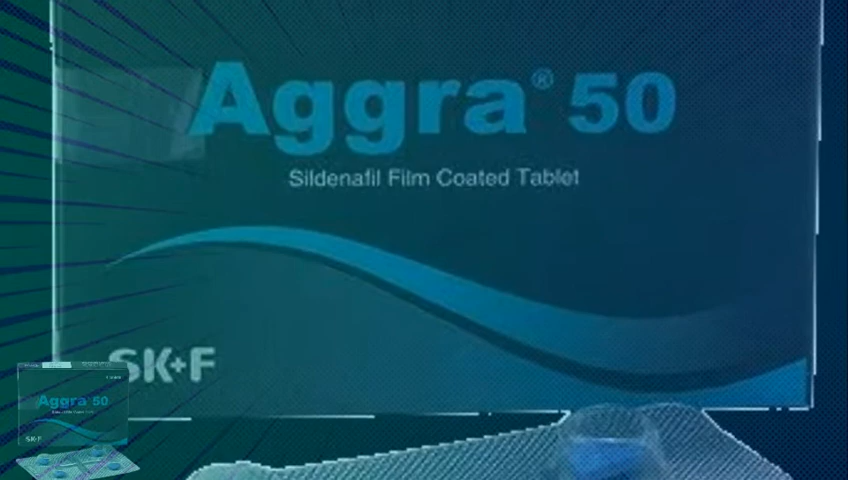 Aggra® 50
Sildenafil Film Coated Tablet
SK+F
Aggra 50
SK+F